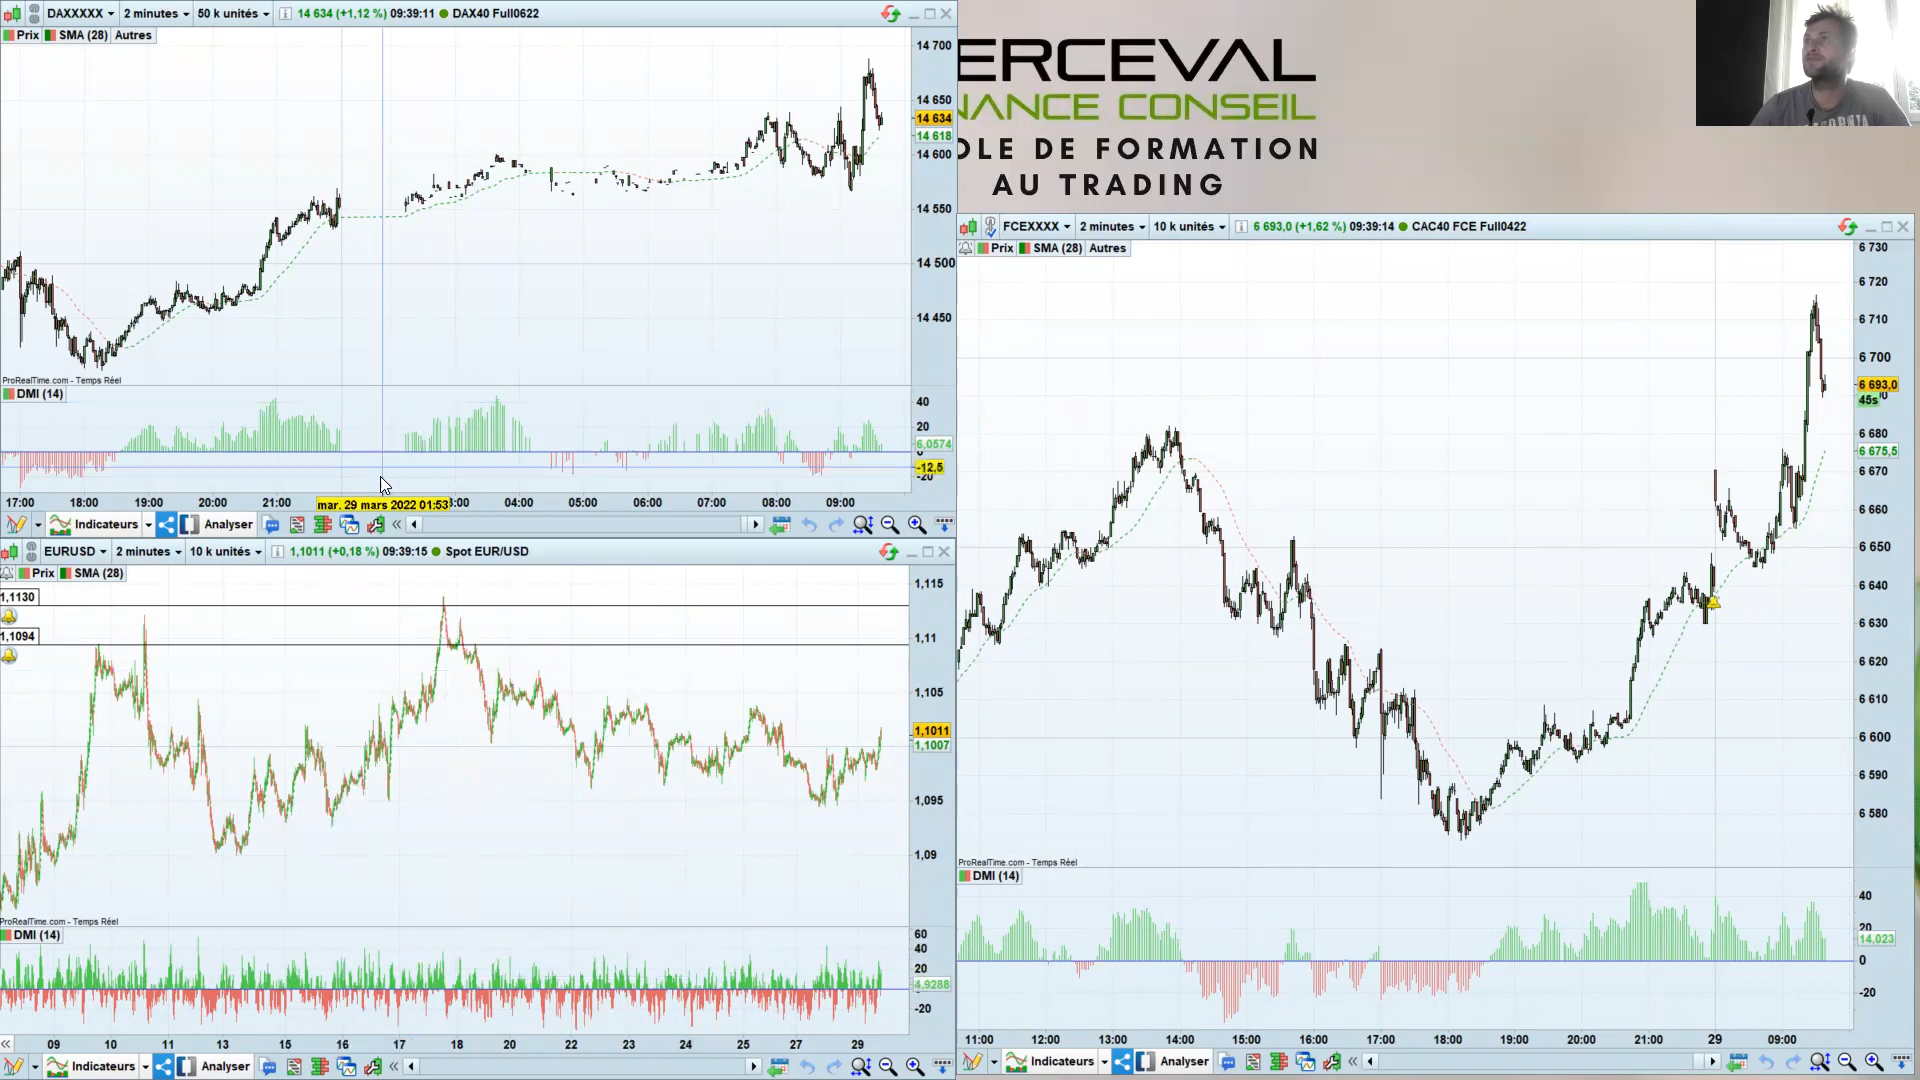 DAXXXXX 2 minutes 50 k unités 14 634 (+1,12 %) 09:39:11 DAX40 Full0622
Prix SMA (28) Autres
14 700
14 650
14 634
14 618
14 600
14 550
14 500
14 450
ProRealTime.com - Temps Réel
DMI (14)
40
20
6,0574
0
-12,5
-20
17:00 18:00 19:00 20:00 21:00 mar. 29 mars 2022 01:53 3:00 04:00 05:00 06:00 07:00 08:00 09:00
Indicateurs Analyser
EURUSD 2 minutes 10 k unités 1,1011 (+0,18 %) 09:39:15 Spot EUR/USD
Prix SMA (28)
1,1130
1,1094
1,115
1,11
1,105
1,1011
1,1007
1,095
1,09
ProRealTime.com - Temps Réel
DMI (14)
60
40
20
4,9288
-20
09 10 11 13 14 15 16 17 18 20 22 23 24 25 27 29
Indicateurs Analyser
ERCEVAL
NANCE CONSEIL
OLE DE FORMATION
AU TRADING
FCEXXXX 2 minutes 10 k unités 6 693,0 (+1,62 %) 09:39:14 CAC40 FCE Full0422
Prix SMA (28) Autres
6 730
6 720
6 710
6 700
6 693,0
45s
6 680
6 675,5
6 670
6 660
6 650
6 640
6 630
6 620
6 610
6 600
6 590
6 580
ProRealTime.com - Temps Réel
DMI (14)
40
20
14,023
0
-20
11:00 12:00 13:00 14:00 15:00 16:00 17:00 18:00 19:00 20:00 21:00 29 09:00
Indicateurs Analyser